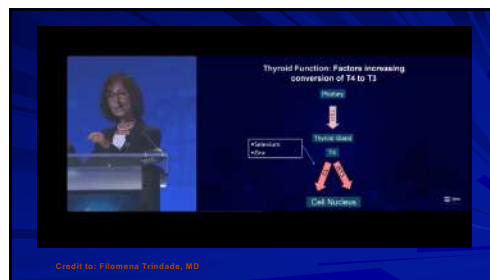 Thyroid Function: Factors increasing
conversion of T4 to T3
Pituitary
Thyroid Gland
•Selenium
•Zinc
T4
Cell Nucleus
Credit to: Filomena Trindade, MD